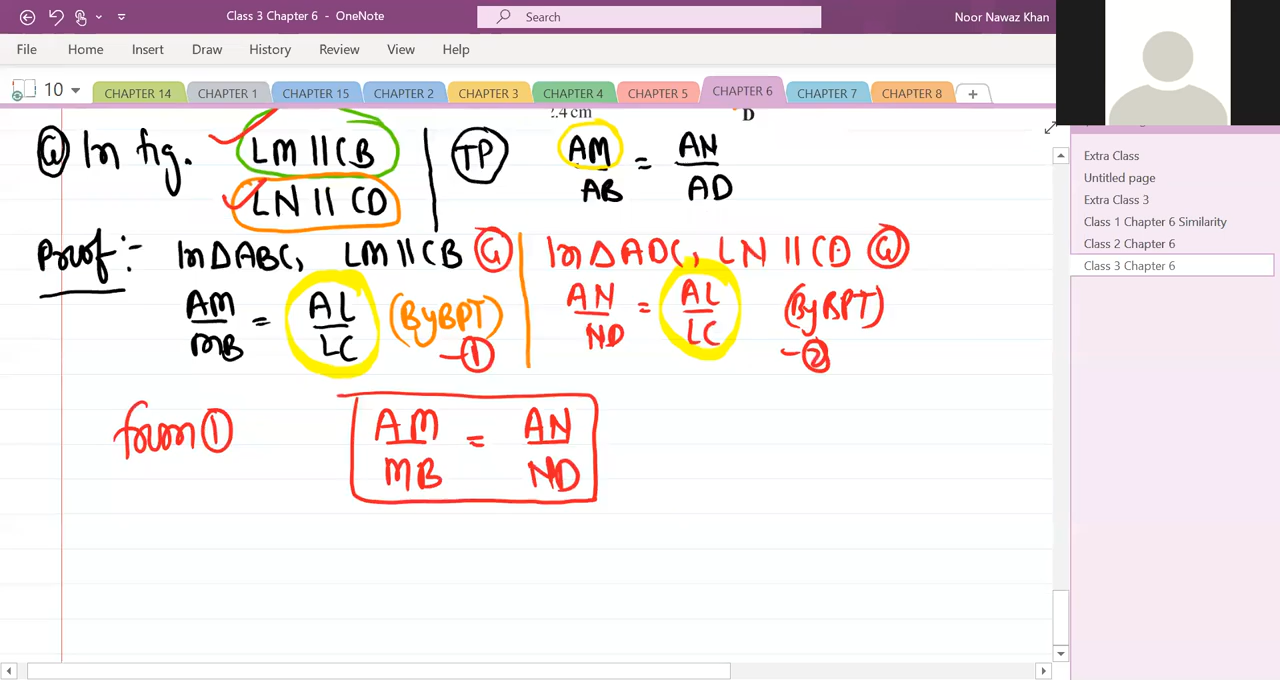 Class 3 Chapter 6 - OneNote
Search
Noor Nawaz Khan
File Home Insert Draw History Review View Help
10 CHAPTER 14 CHAPTER 1 CHAPTER 15 CHAPTER 2 CHAPTER 3 CHAPTER 4 CHAPTER 5 CHAPTER 6 CHAPTER 7 CHAPTER 8 +
2.4 cm D
G In fig. LM || CB
LN || CD
TP AM/AB = AN/AD
Proof :- In Δ ABC, LM || CB G
AM/MB = AL/LC (By BPT)
- 1
In Δ ADC, LN || CD G
AN/ND = AL/LC (By BPT)
- 2
from 1 AM/MB = AN/ND
Extra Class
Untitled page
Extra Class 3
Class 1 Chapter 6 Similarity
Class 2 Chapter 6
Class 3 Chapter 6